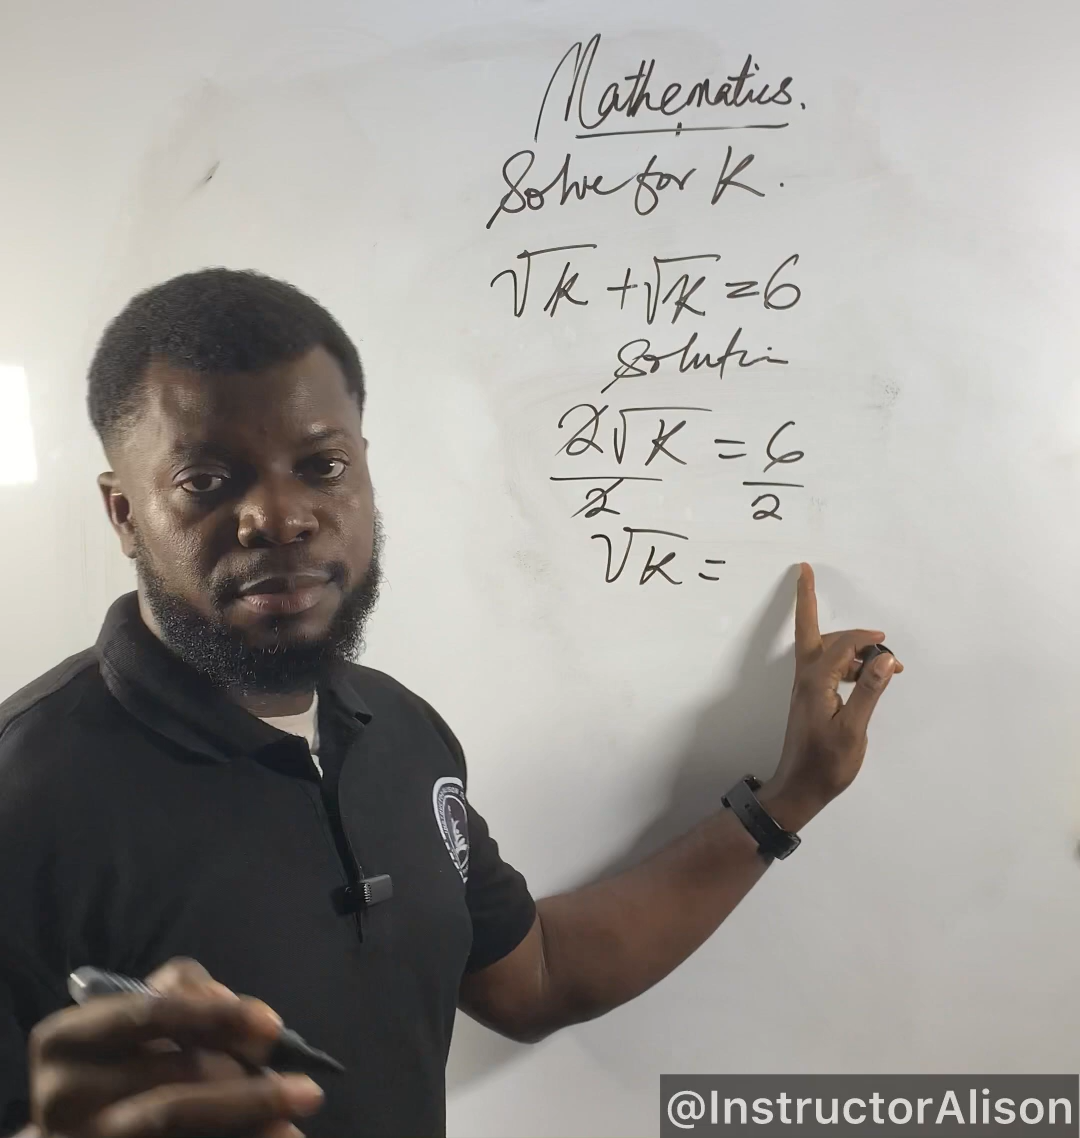 Mathematics.
Solve for K.
√K + √K = 6
Solution
2√K = 6
2 2
√K =
@InstructorAlison